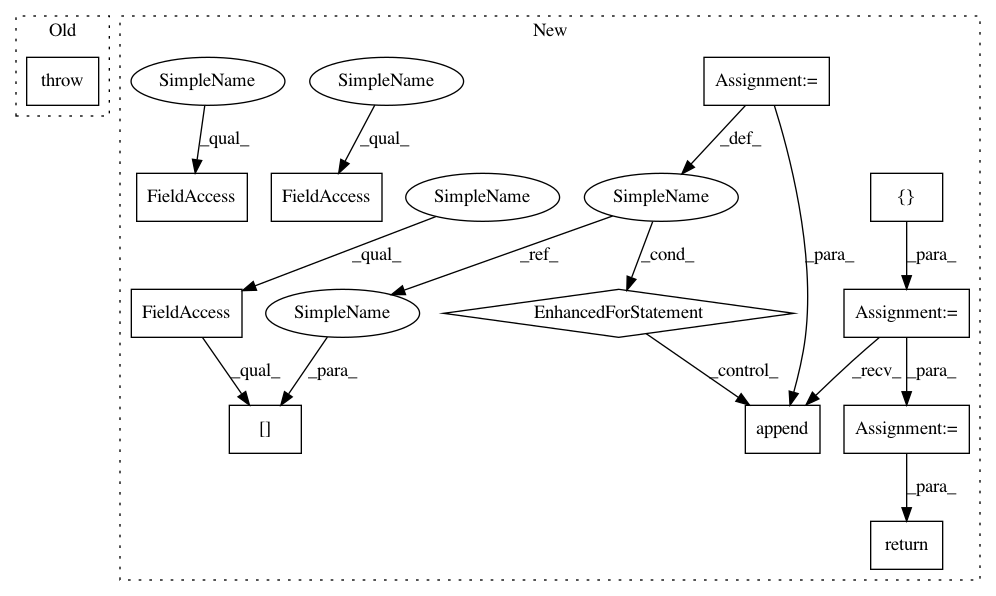 Old
New
throw
SimpleName
SimpleName
Assignment:=
_qual_
_qual_
_def_
FieldAccess
FieldAccess
SimpleName
SimpleName
{}
_qual_
_ref_
_cond_
_para_
_para_
FieldAccess
SimpleName
EnhancedForStatement
Assignment:=
_qual_
_para_
_control_
_recv_
_para_
[]
append
Assignment:=
_para_
return